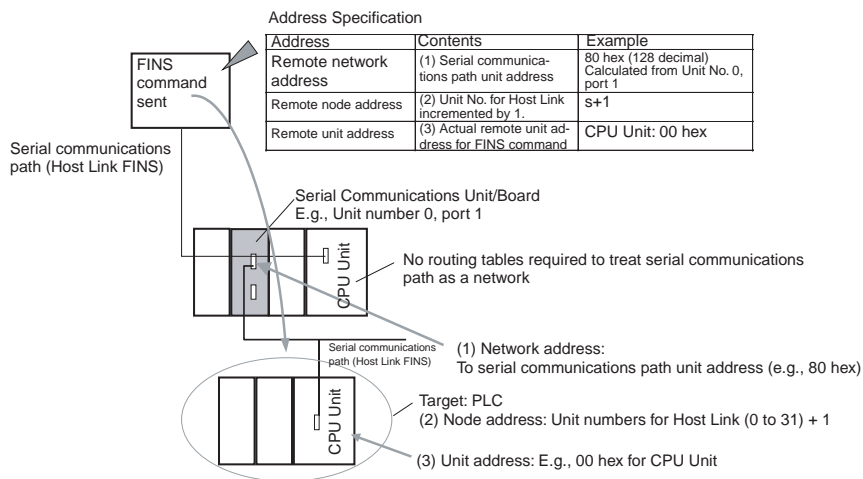 Address Specification
Address Contents Example
Remote network address (1) Serial communica-tions path unit address 80 hex (128 decimal) Calculated from Unit No. 0, port 1
Remote node address (2) Unit No. for Host Link incremented by 1. s+1
Remote unit address (3) Actual remote unit ad-dress for FINS command CPU Unit: 00 hex
FINS
command
sent
Serial communications
path (Host Link FINS)
Serial Communications Unit/Board
E.g., Unit number 0, port 1
CPU Unit
No routing tables required to treat serial communications
path as a network
Serial communications
path (Host Link FINS)
(1) Network address:
To serial communications path unit address (e.g., 80 hex)
CPU Unit
Target: PLC
(2) Node address: Unit numbers for Host Link (0 to 31) + 1
(3) Unit address: E.g., 00 hex for CPU Unit